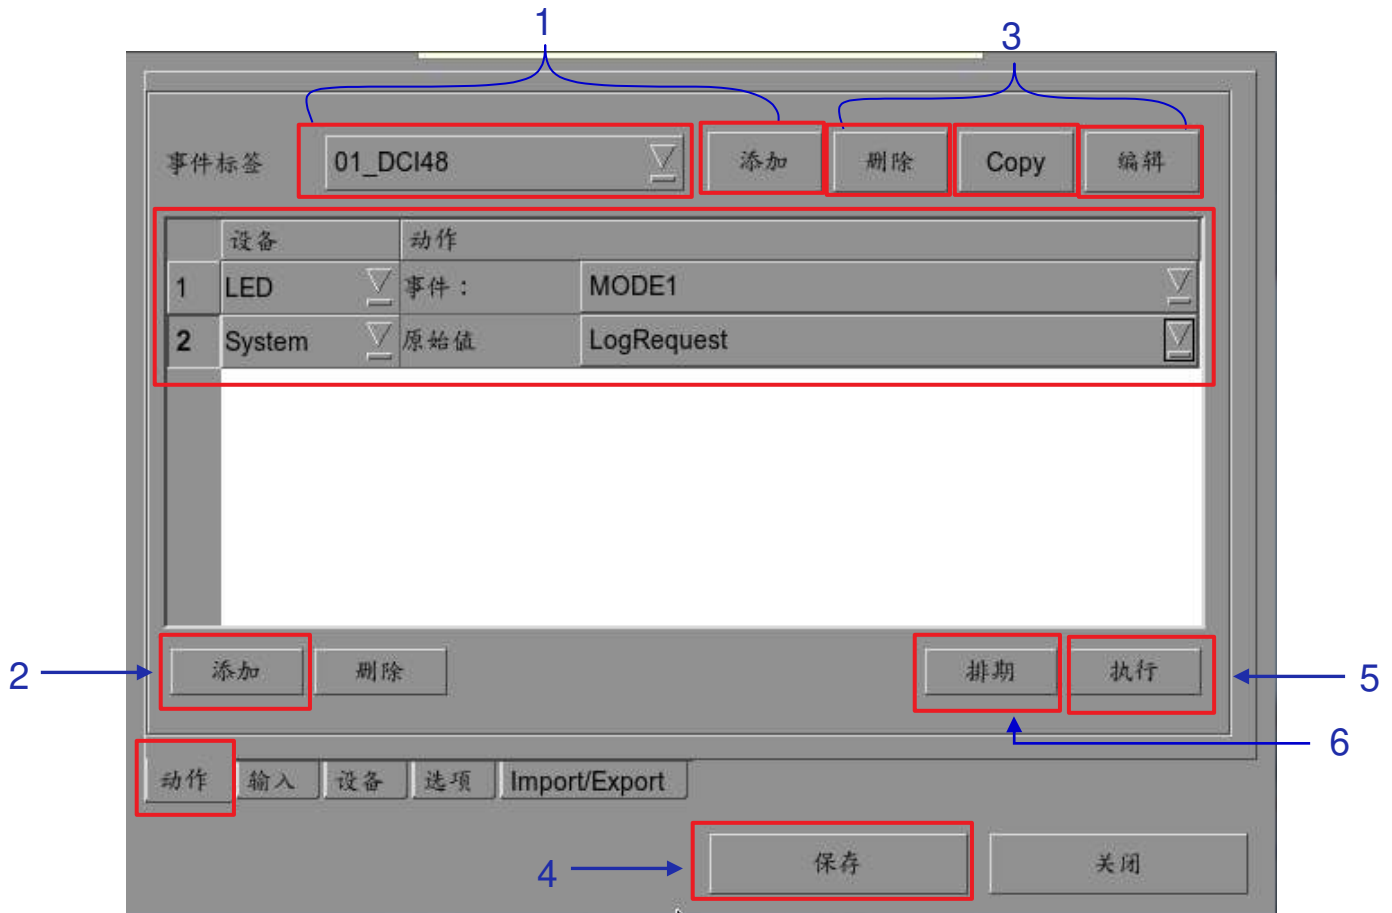 1
3
事件标签 01_DCI48 添加 删除 Copy 编辑
设备 动作
1 LED 事件： MODE1
2 System 原始值 LogRequest
2 添加 删除 排期 执行 5
6
动作 输入 设备 选项 Import/Export
4 保存 关闭